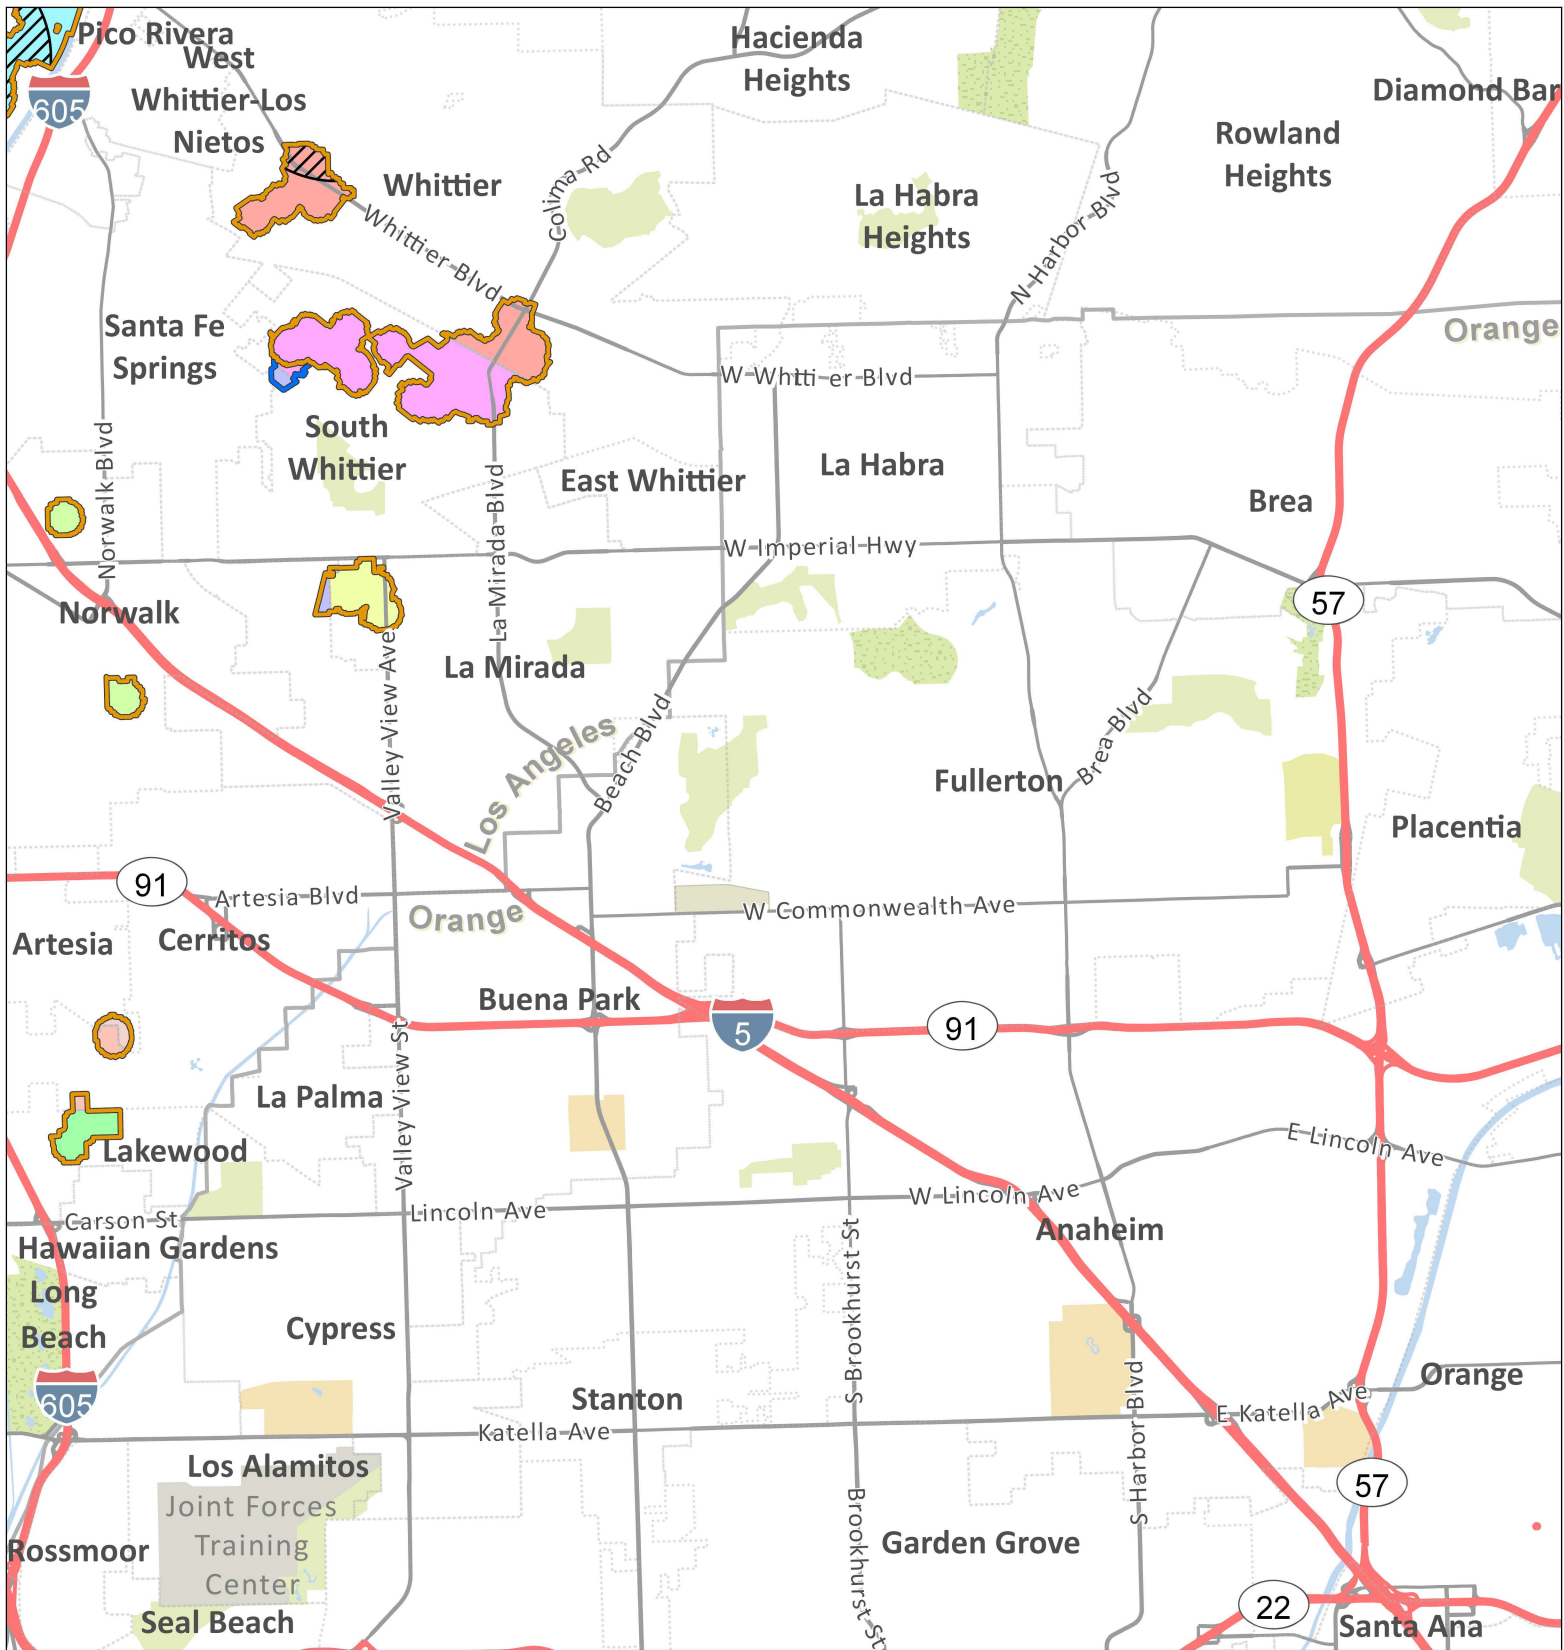 Pico Rivera
West
Whittier-Los
Nietos
Hacienda
Heights
Diamond Bar
605
Rowland
Heights
Whittier
Colima Rd
La Habra
Heights
N Harbor Blvd
Whittier Blvd
Santa Fe
Springs
Orange
W Whittier Blvd
South
Whittier
Norwalk Blvd
La Mirada Blvd
East Whittier
La Habra
Brea
W Imperial Hwy
57
Norwalk
La Mirada
Valley View Ave
Los Angeles
Beach Blvd
Brea Blvd
Fullerton
Placentia
91
Artesia Blvd
Orange
W Commonwealth Ave
Artesia
Cerritos
Buena Park
5
91
Valley View St
La Palma
Lakewood
E Lincoln Ave
W Lincoln Ave
Lincoln Ave
Carson St
Hawaiian Gardens
Anaheim
S Brookhurst St
Long
Beach
Cypress
605
Stanton
Katella Ave
S Harbor Blvd
E Katella Ave
Orange
Los Alamitos
Joint Forces
Training
Center
57
Brookhurst St
Garden Grove
Rossmoor
Seal Beach
22
Santa Ana